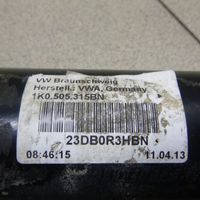 VW Braunschweig
Herstell.: VWA, Germany
1K0.505.315BN
23DB0R3HBN
08:46:15 11.04.13